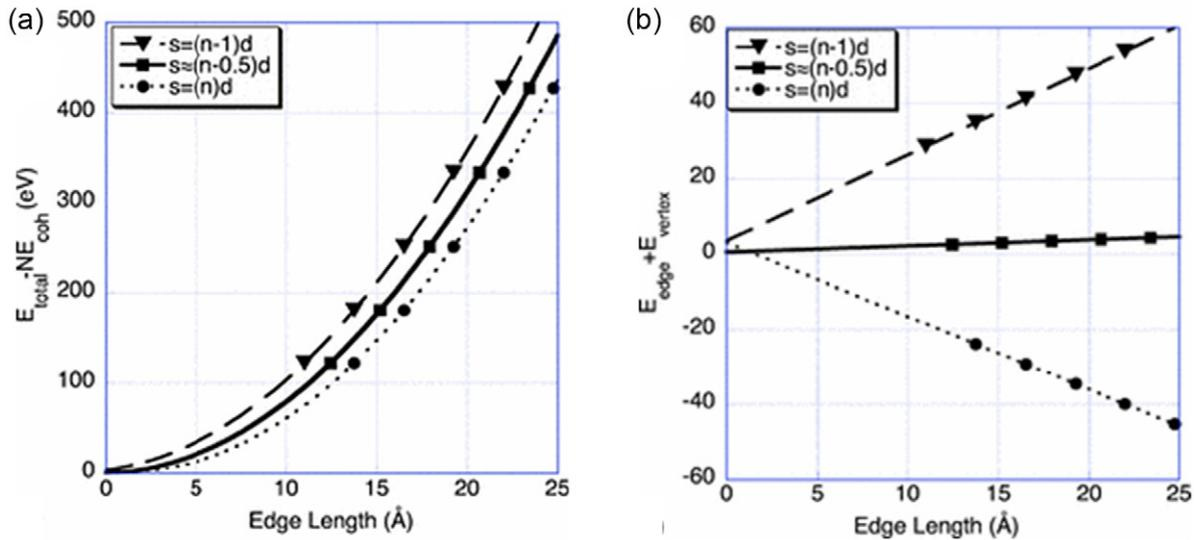 (a)
500
400
300
200
100
0
E_total-NE_coh (eV)
s=(n-1)d
s≈(n-0.5)d
s=(n)d
0 5 10 15 20 25
Edge Length (Å)
(b)
60
40
20
0
-20
-40
-60
E_edge+E_vertex
s=(n-1)d
s≈(n-0.5)d
s=(n)d
0 5 10 15 20 25
Edge Length (Å)